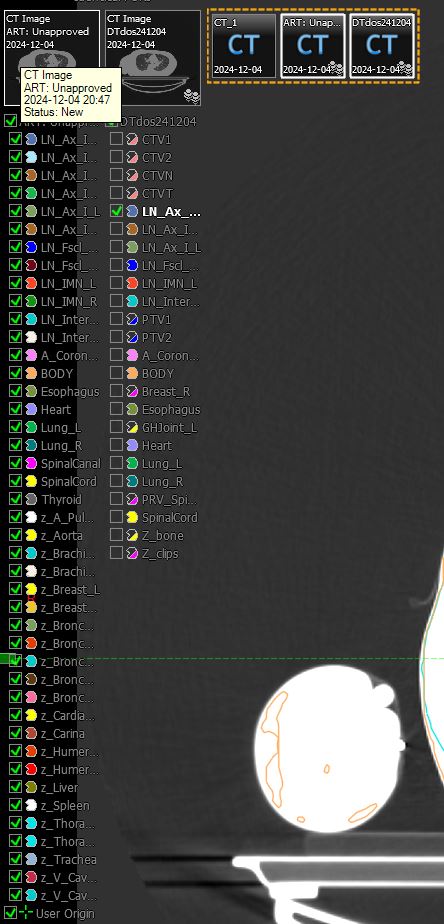 CT Image
ART: Unapproved
2024-12-04
CT Image
DTdos241204
2024-12-04
CT_1
CT
2024-12-04
ART: Unap...
CT
2024-12-04
DTdos241204
CT
2024-12-04
CT Image
ART: Unapproved
2024-12-04 20:47
Status: New
ART: Unappr...
LN_Ax_I...
LN_Ax_I...
LN_Ax_I...
LN_Ax_I...
LN_Ax_I_L
LN_Ax_I...
LN_Fscl_...
LN_Fscl_...
LN_IMN_L
LN_IMN_R
LN_Inter...
LN_Inter...
A_Coron...
BODY
Esophagus
Heart
Lung_L
Lung_R
SpinalCanal
SpinalCord
Thyroid
z_A_Pul...
z_Aorta
z_Brachi...
z_Brachi...
z_Breast_L
z_Breast...
z_Bronc...
z_Bronc...
z_Bronc...
z_Bronc...
z_Bronc...
z_Cardia...
z_Carina
z_Humer...
z_Humer...
z_Liver
z_Spleen
z_Thora...
z_Thora...
z_Trachea
z_V_Cav...
z_V_Cav...
User Origin
DTdos241204
CTV1
CTV2
CTVN
CTVT
LN_Ax_...
LN_Ax_I...
LN_Ax_I_L
LN_Fscl_...
LN_IMN_L
LN_Inter...
PTV1
PTV2
A_Coron...
BODY
Breast_R
Esophagus
GHJoint_L
Heart
Lung_L
Lung_R
PRV_Spi...
SpinalCord
Z_bone
Z_clips